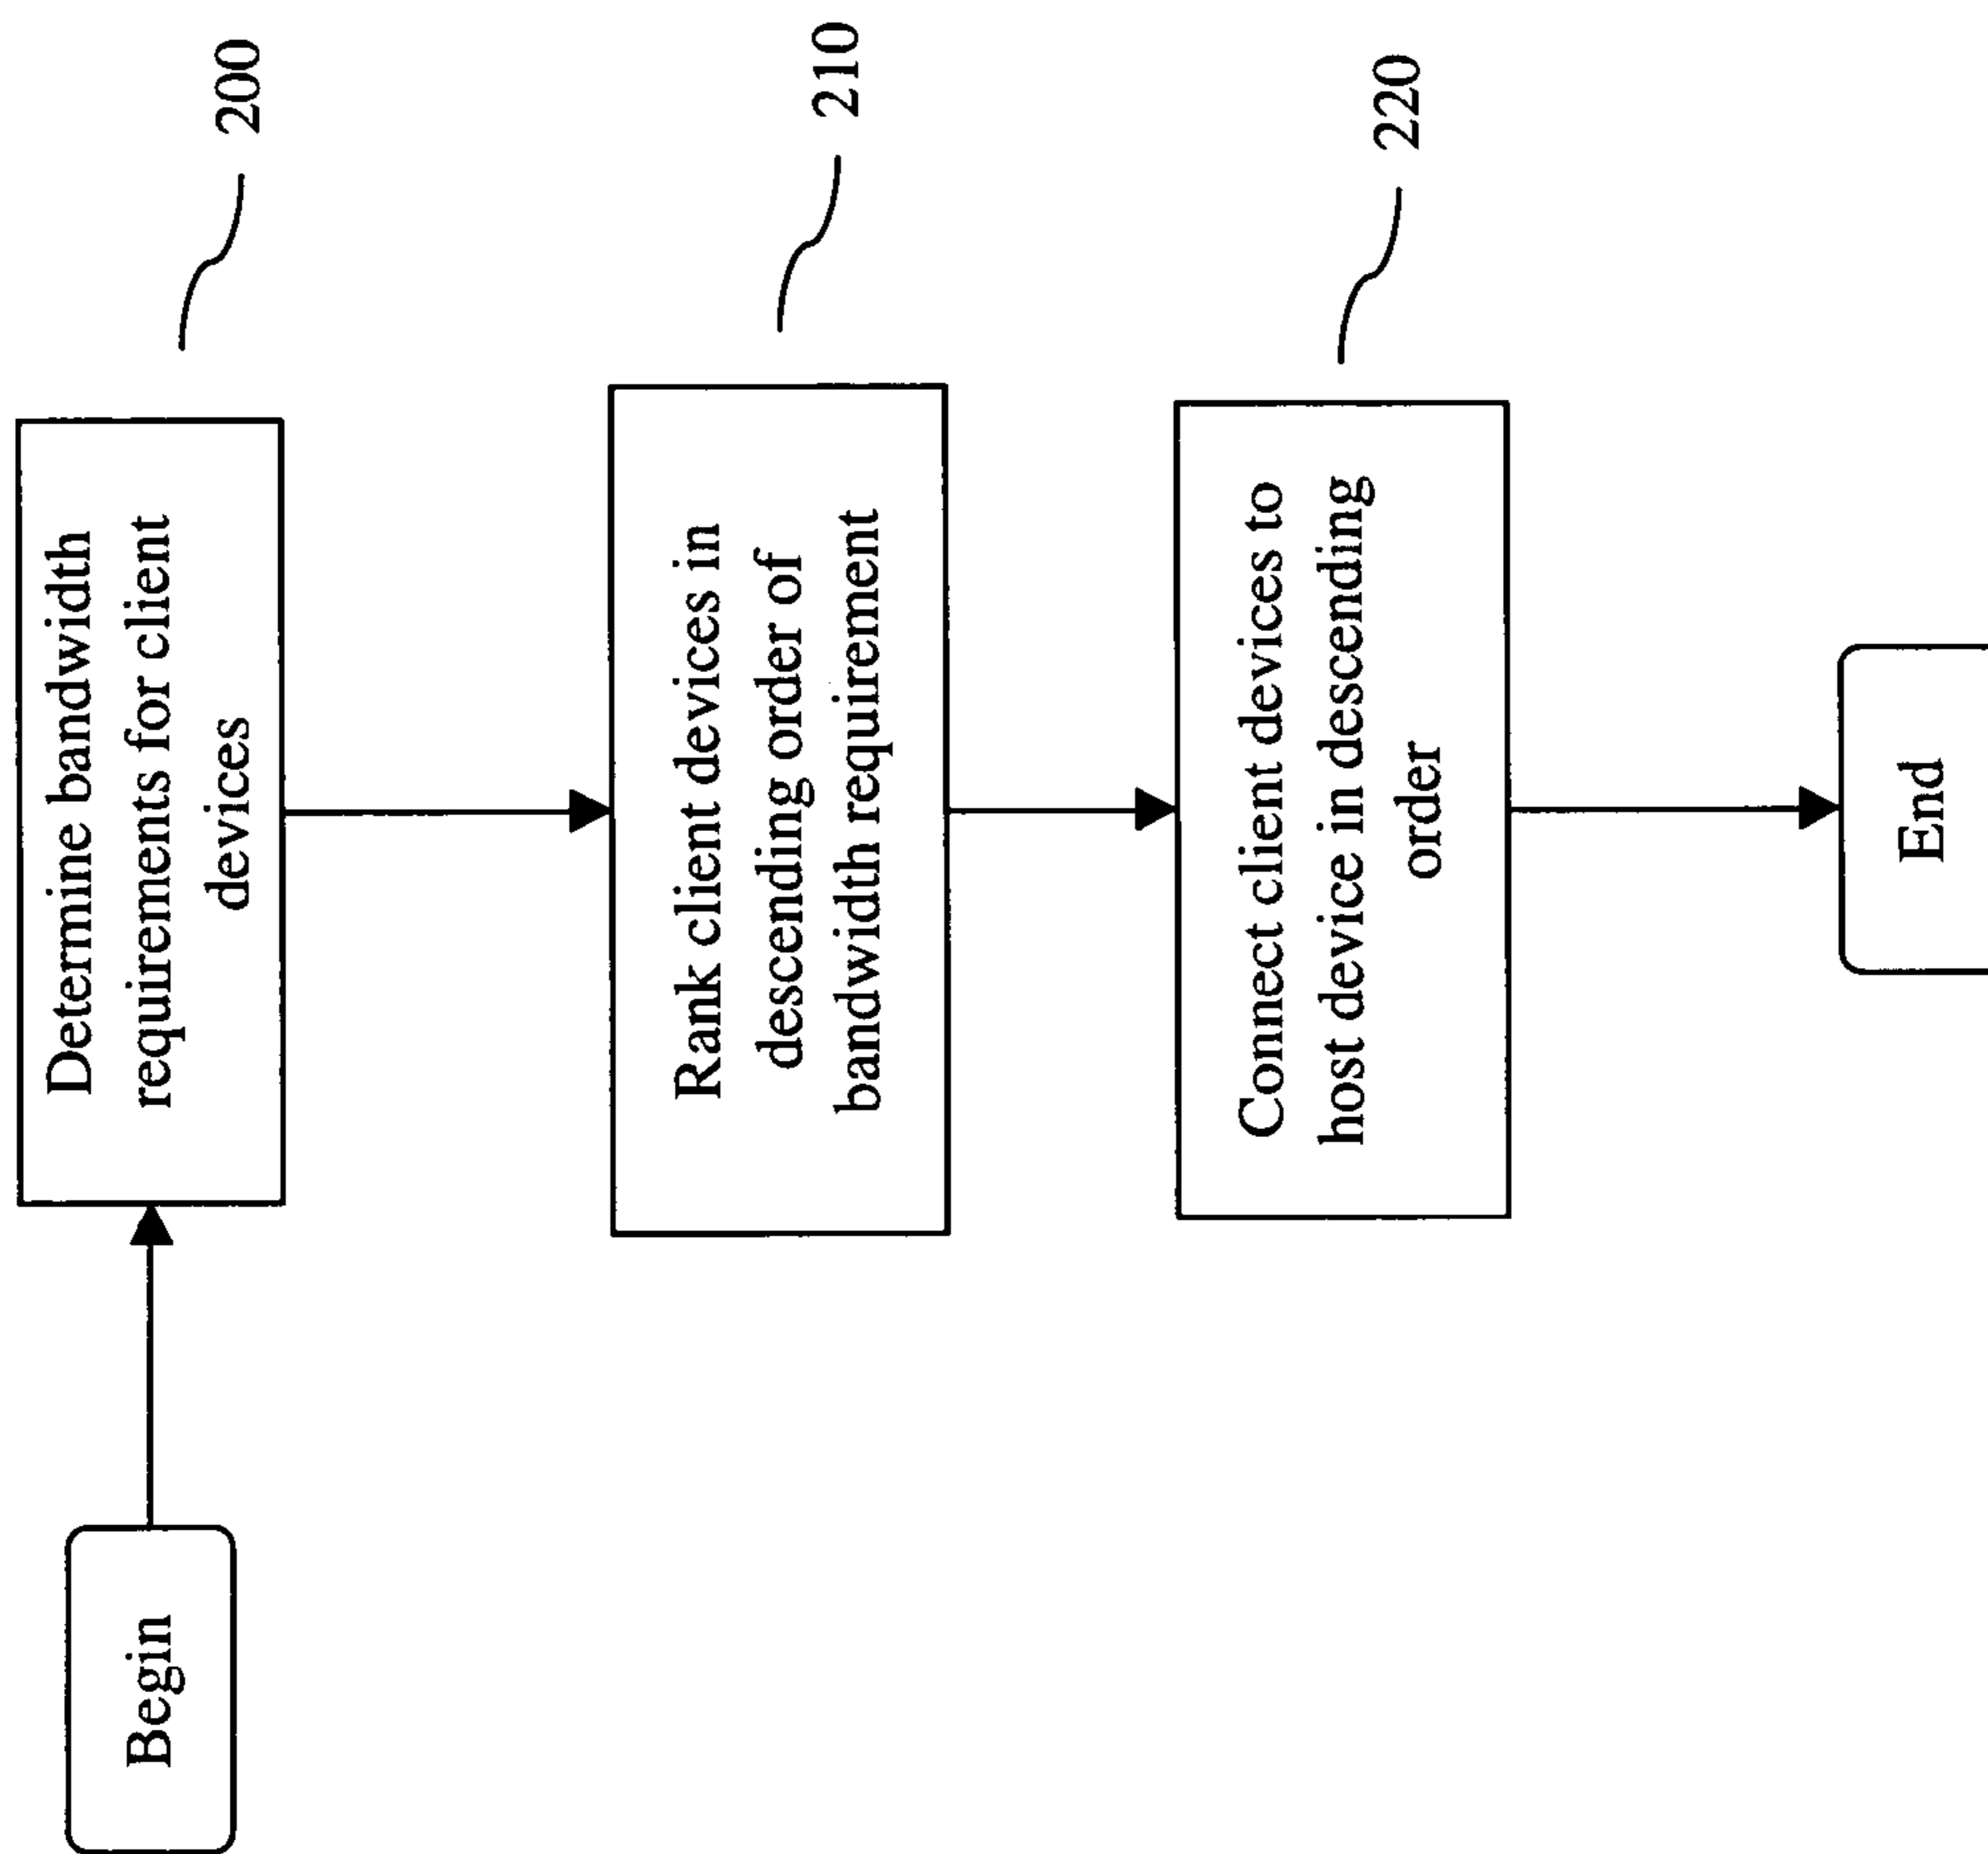 Begin
Determine bandwidth
requirements for client
devices
200
Rank client devices in
descending order of
bandwidth requirement
210
Connect client devices to
host device in descending
order
220
End